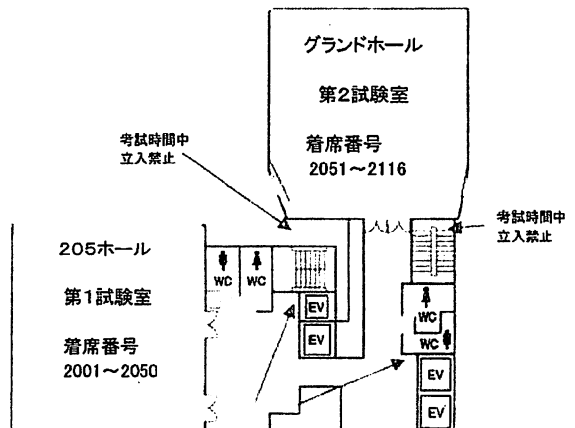 グランドホール
第2試験室
着席番号
2051～2116
考試時間中
立入禁止
考試時間中
立入禁止
205ホール
第1試験室
着席番号
2001～2050
WC
WC
EV
EV
WC
WC
EV
EV